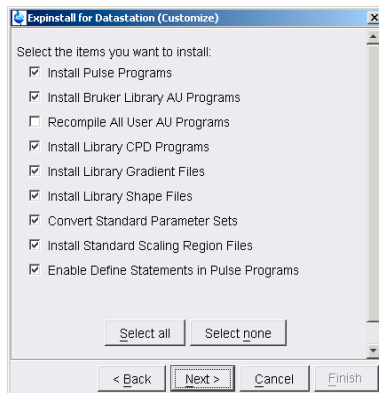 Expinstall for Datastation (Customize)
Select the items you want to install:
Install Pulse Programs
Install Bruker Library AU Programs
Recompile All User AU Programs
Install Library CPD Programs
Install Library Gradient Files
Install Library Shape Files
Convert Standard Parameter Sets
Install Standard Scaling Region Files
Enable Define Statements in Pulse Programs
Select all Select none
< Back Next > Cancel Finish